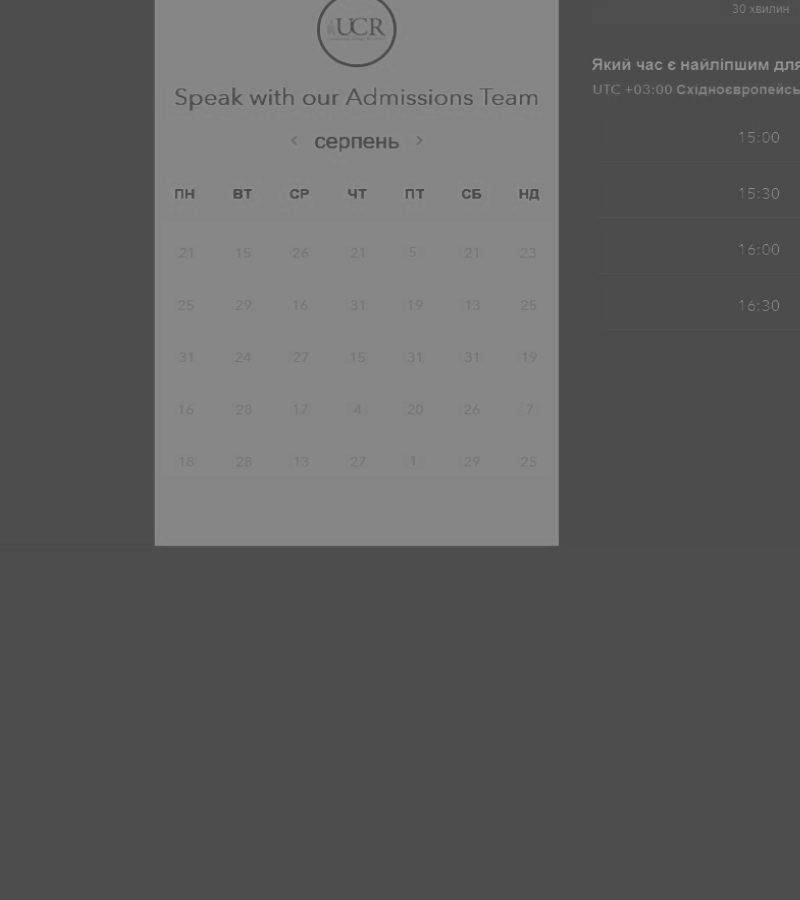 UCR
Speak with our Admissions Team
< серпень >
ПН ВТ СР ЧТ ПТ СБ НД
21 15 26 21 5 21 23
25 29 16 31 19 13 25
31 24 27 15 31 31 19
16 28 17 4 20 26 7
18 28 13 27 1 29 25
30 хвилин
Який час є найліпшим для
UTC +03:00 Східноєвропейсь
15:00
15:30
16:00
16:30